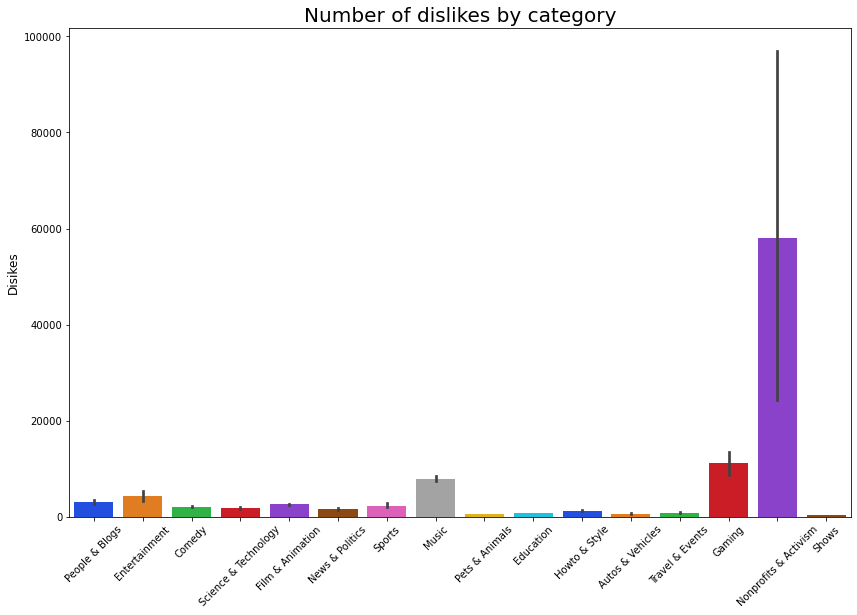 Number of dislikes by category
Disikes
100000
80000
60000
40000
20000
0
People & Blogs
Entertainment
Comedy
Science & Technology
Film & Animation
News & Politics
Sports
Music
Pets & Animals
Education
Howto & Style
Autos & Vehicles
Travel & Events
Gaming
Nonprofits & Activism
Shows